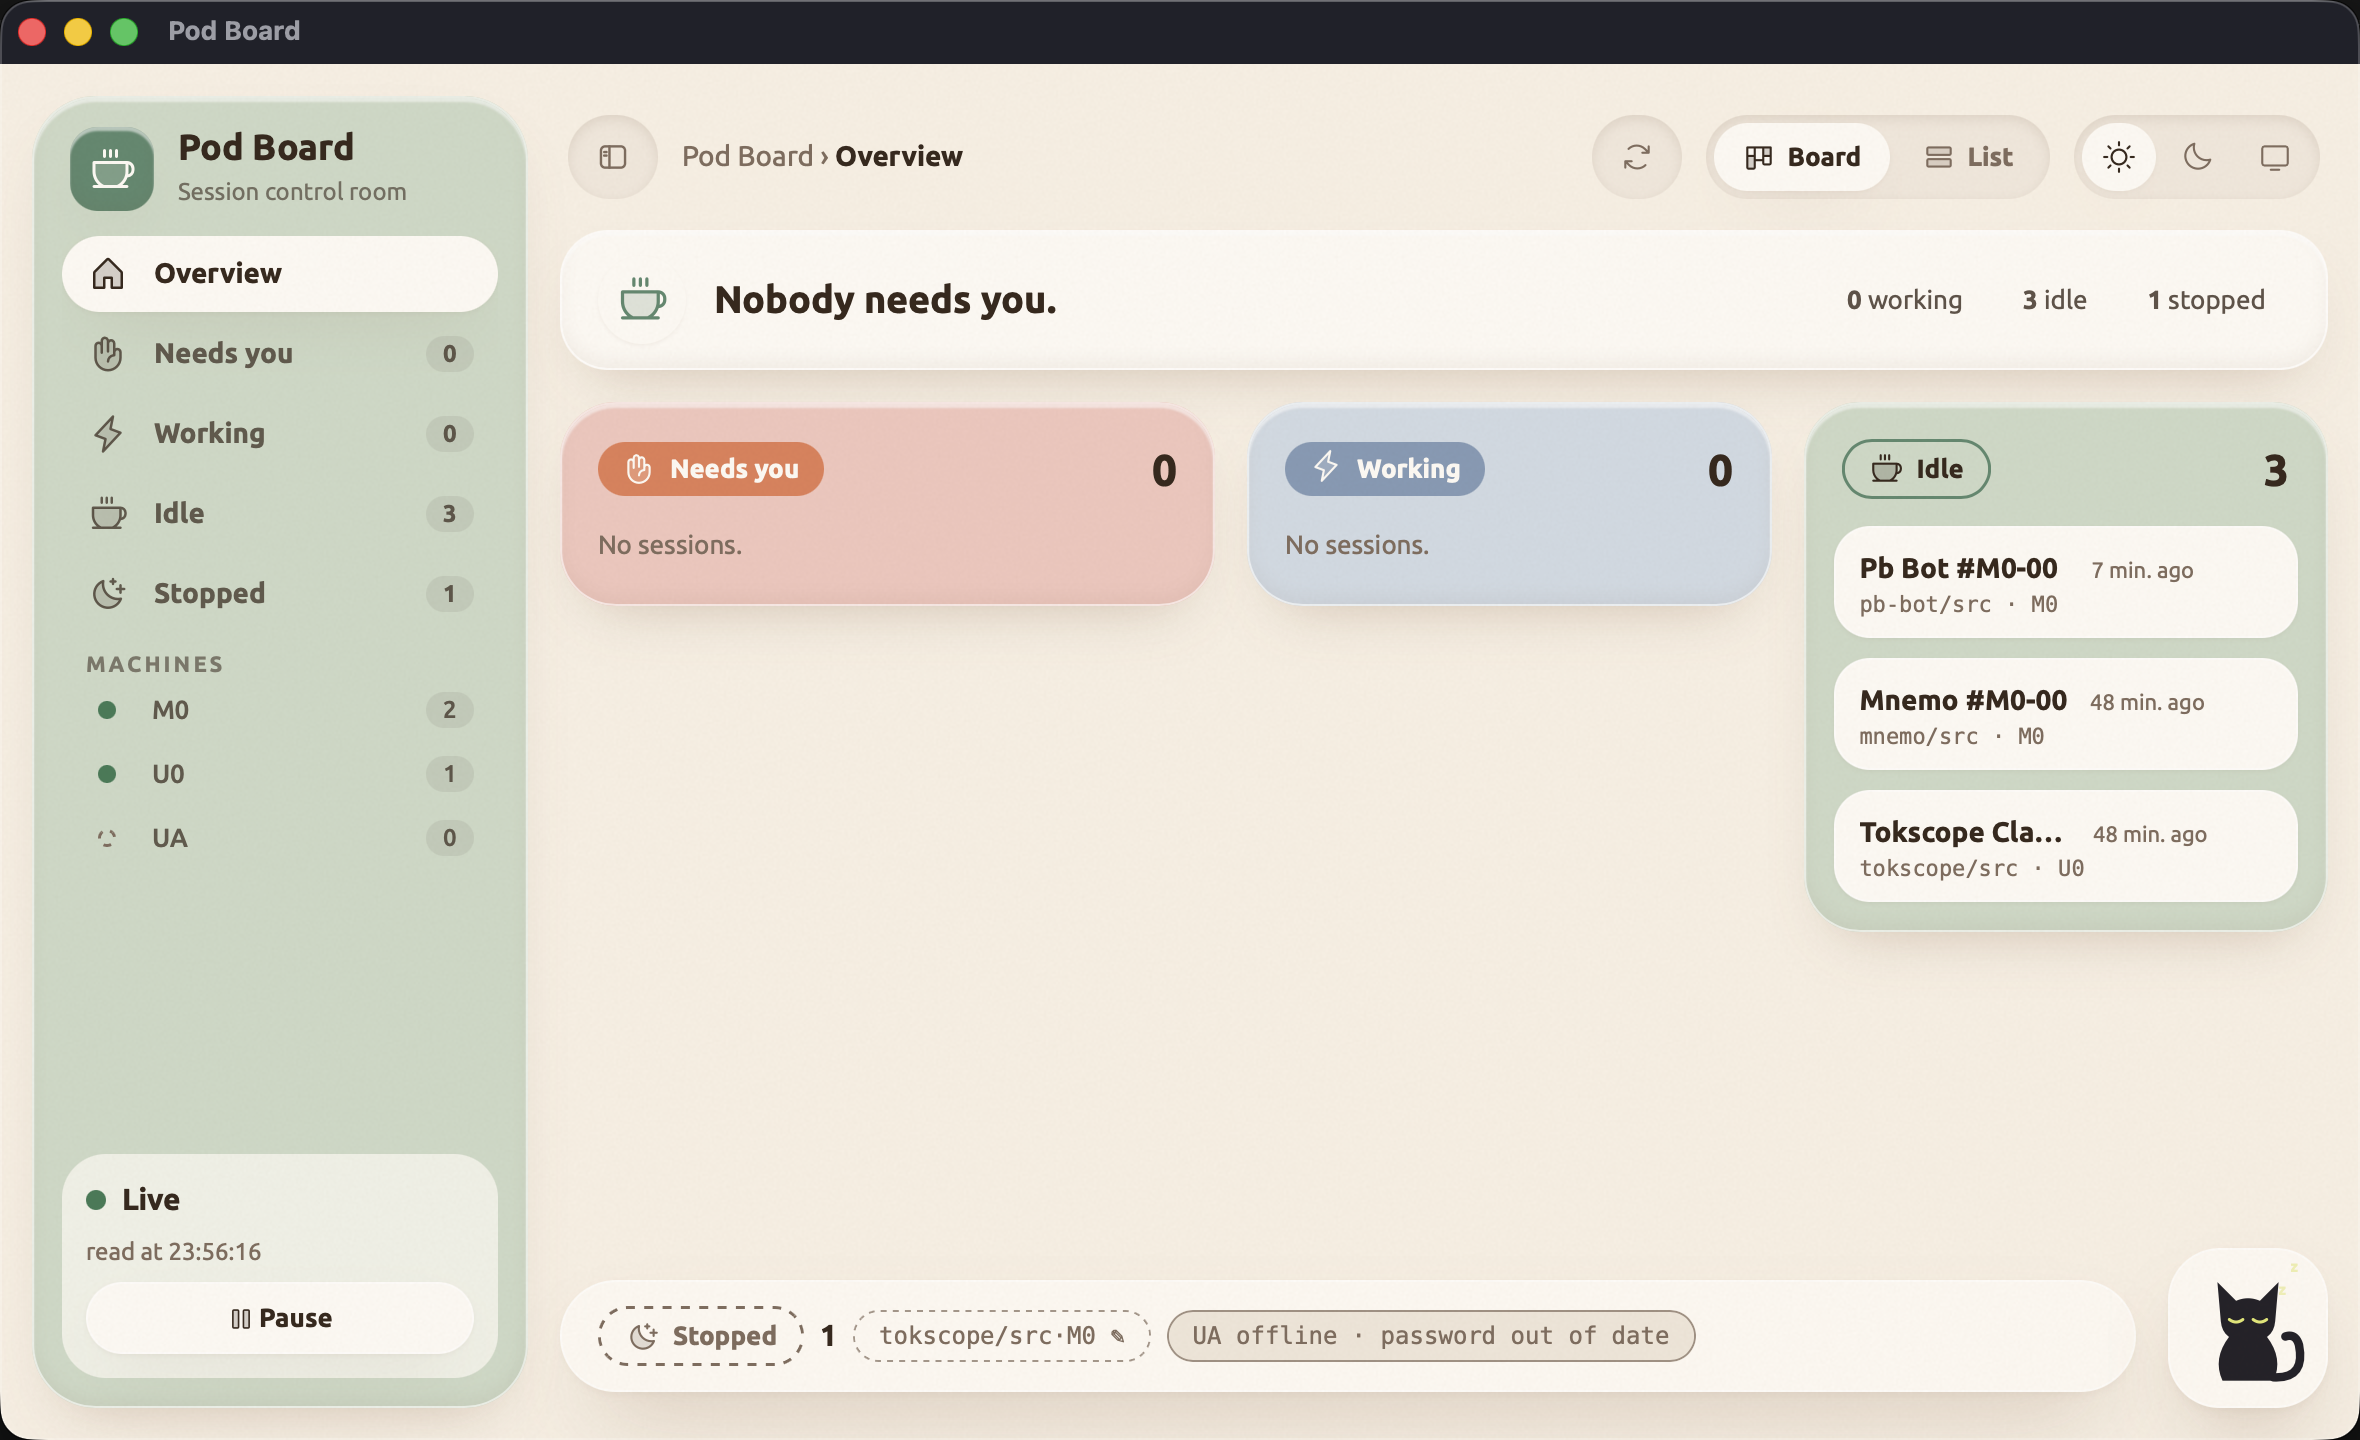 Pod Board
Pod Board
Session control room
Overview
Needs you 0
Working 0
Idle 3
Stopped 1
MACHINES
M0 2
U0 1
UA 0
Live
read at 23:56:16
Pause
Pod Board › Overview
Board
List
Nobody needs you.
0 working 3 idle 1 stopped
Needs you 0
No sessions.
Working 0
No sessions.
Idle 3
Pb Bot #M0-00 7 min. ago
pb-bot/src · M0
Mnemo #M0-00 48 min. ago
mnemo/src · M0
Tokscope Cla... 48 min. ago
tokscope/src · U0
Stopped 1 tokscope/src·M0 ✎ UA offline · password out of date
z
z